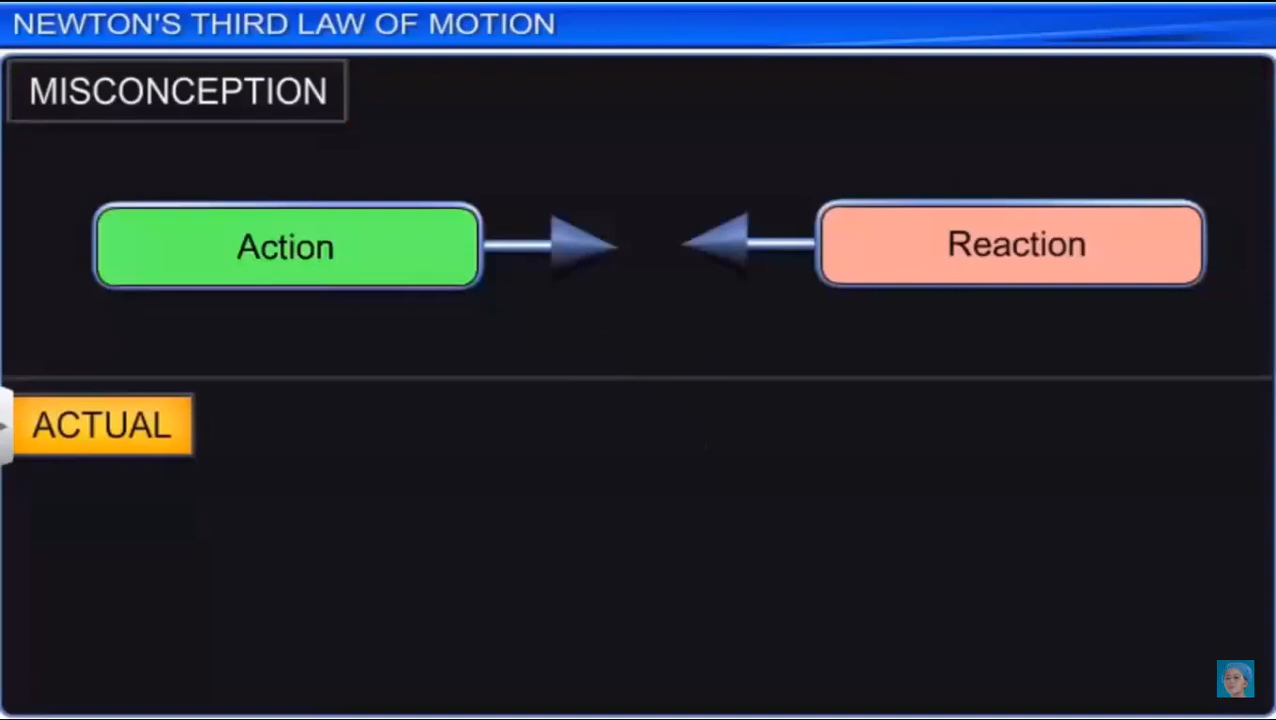 NEWTON'S THIRD LAW OF MOTION
MISCONCEPTION
Action
Reaction
ACTUAL